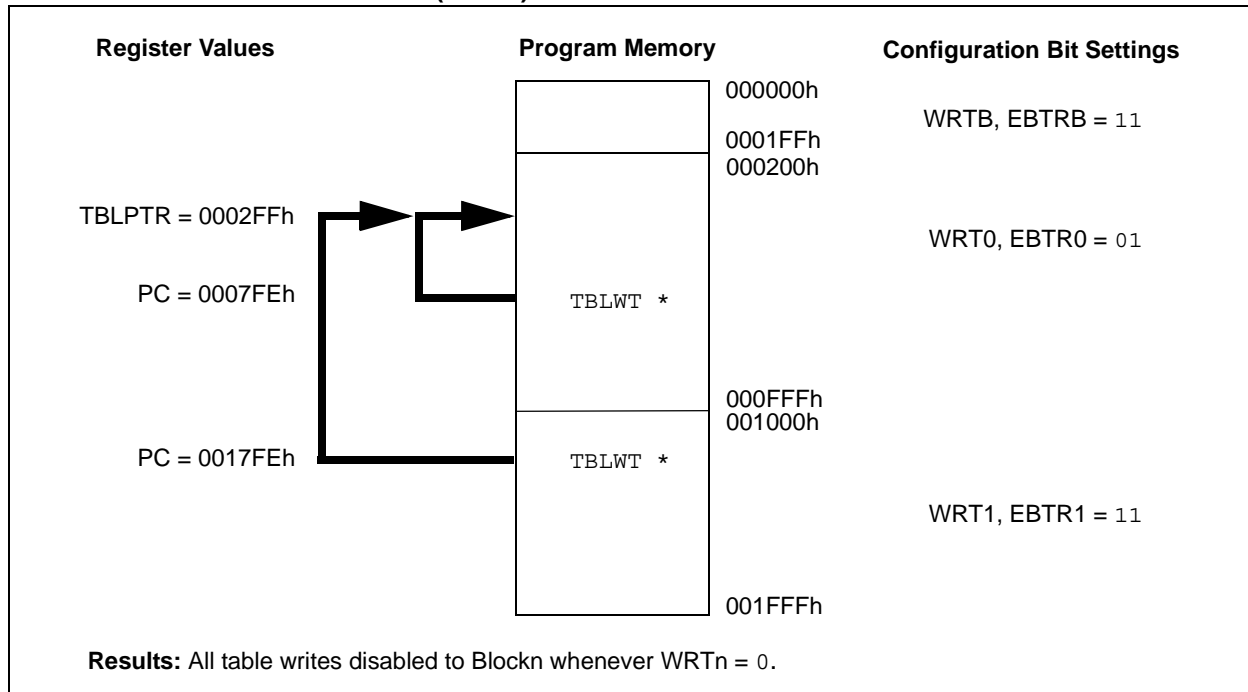 Register Values
Program Memory
Configuration Bit Settings
000000h
WRTB, EBTRB = 11
0001FFh
000200h
TBLPTR = 0002FFh
WRT0, EBTR0 = 01
PC = 0007FEh
TBLWT *
000FFFh
001000h
PC = 0017FEh
TBLWT *
WRT1, EBTR1 = 11
001FFFh
Results: All table writes disabled to Blockn whenever WRTn = 0.